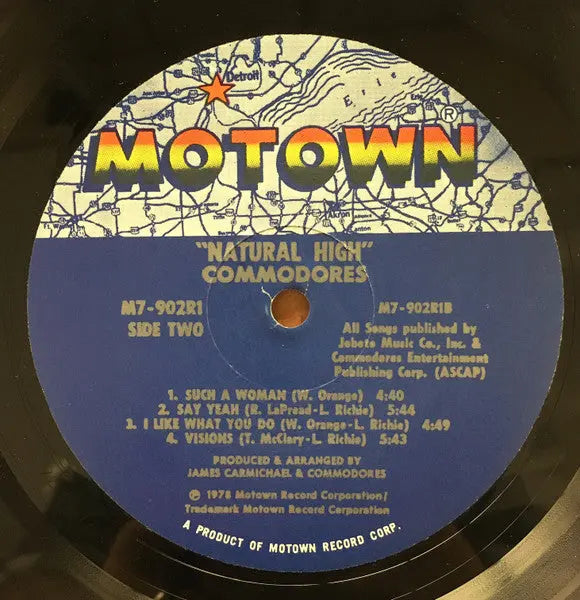 Detroit
Erie
Erie
MOTOWN®
Akron
Canton
"NATURAL HIGH"
COMMODORES
M7-902R1
SIDE TWO
M7-902R1B
All Songs published by
Jobete Music Co., Inc. &
Commodores Entertainment
Publishing Corp. (ASCAP)
1. SUCH A WOMAN (W. Orange) 4:40
2. SAY YEAH (R. LaPread-L. Richie) 5:44
3. I LIKE WHAT YOU DO (W. Orange-L. Richie) 4:49
4. VISIONS (T. McClary-L. Richie) 5:43
PRODUCED & ARRANGED BY
JAMES CARMICHAEL & COMMODORES
℗ 1978 Motown Record Corporation/
Trademark Motown Record Corporation
A PRODUCT OF MOTOWN RECORD CORP.